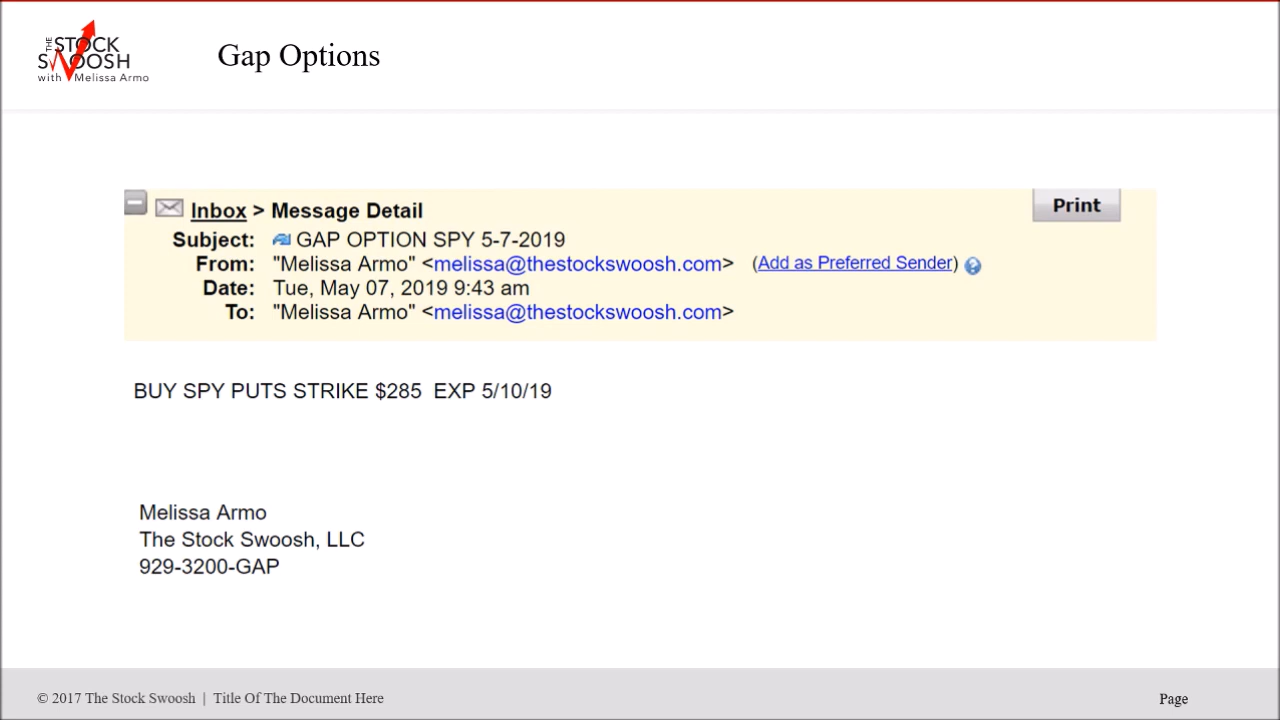 THE STOCK
SWOOSH
with Melissa Armo
Gap Options
Inbox > Message Detail
Print
Subject: GAP OPTION SPY 5-7-2019
From: "Melissa Armo" <melissa@thestockswoosh.com> (Add as Preferred Sender)
Date: Tue, May 07, 2019 9:43 am
To: "Melissa Armo" <melissa@thestockswoosh.com>
BUY SPY PUTS STRIKE $285 EXP 5/10/19
Melissa Armo
The Stock Swoosh, LLC
929-3200-GAP
© 2017 The Stock Swoosh | Title Of The Document Here
Page